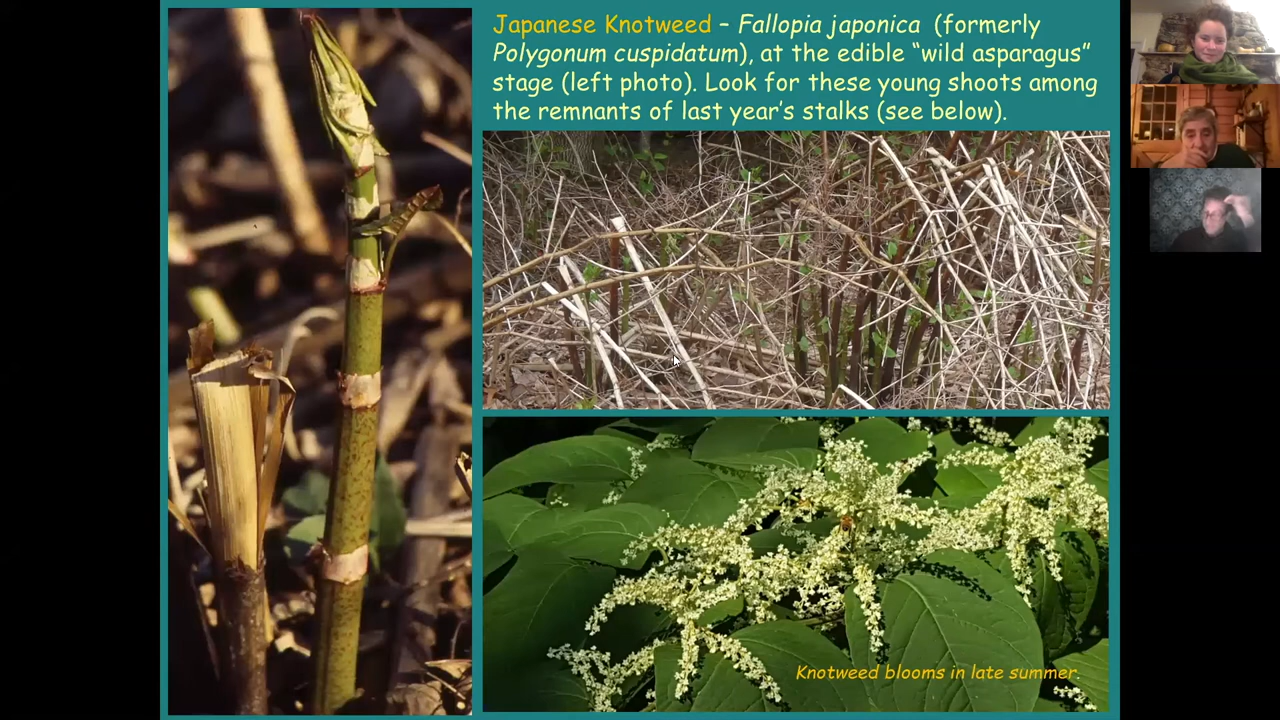 Japanese Knotweed – Fallopia japonica (formerly
Polygonum cuspidatum), at the edible “wild asparagus”
stage (left photo). Look for these young shoots among
the remnants of last year’s stalks (see below).
Knotweed blooms in late summer.